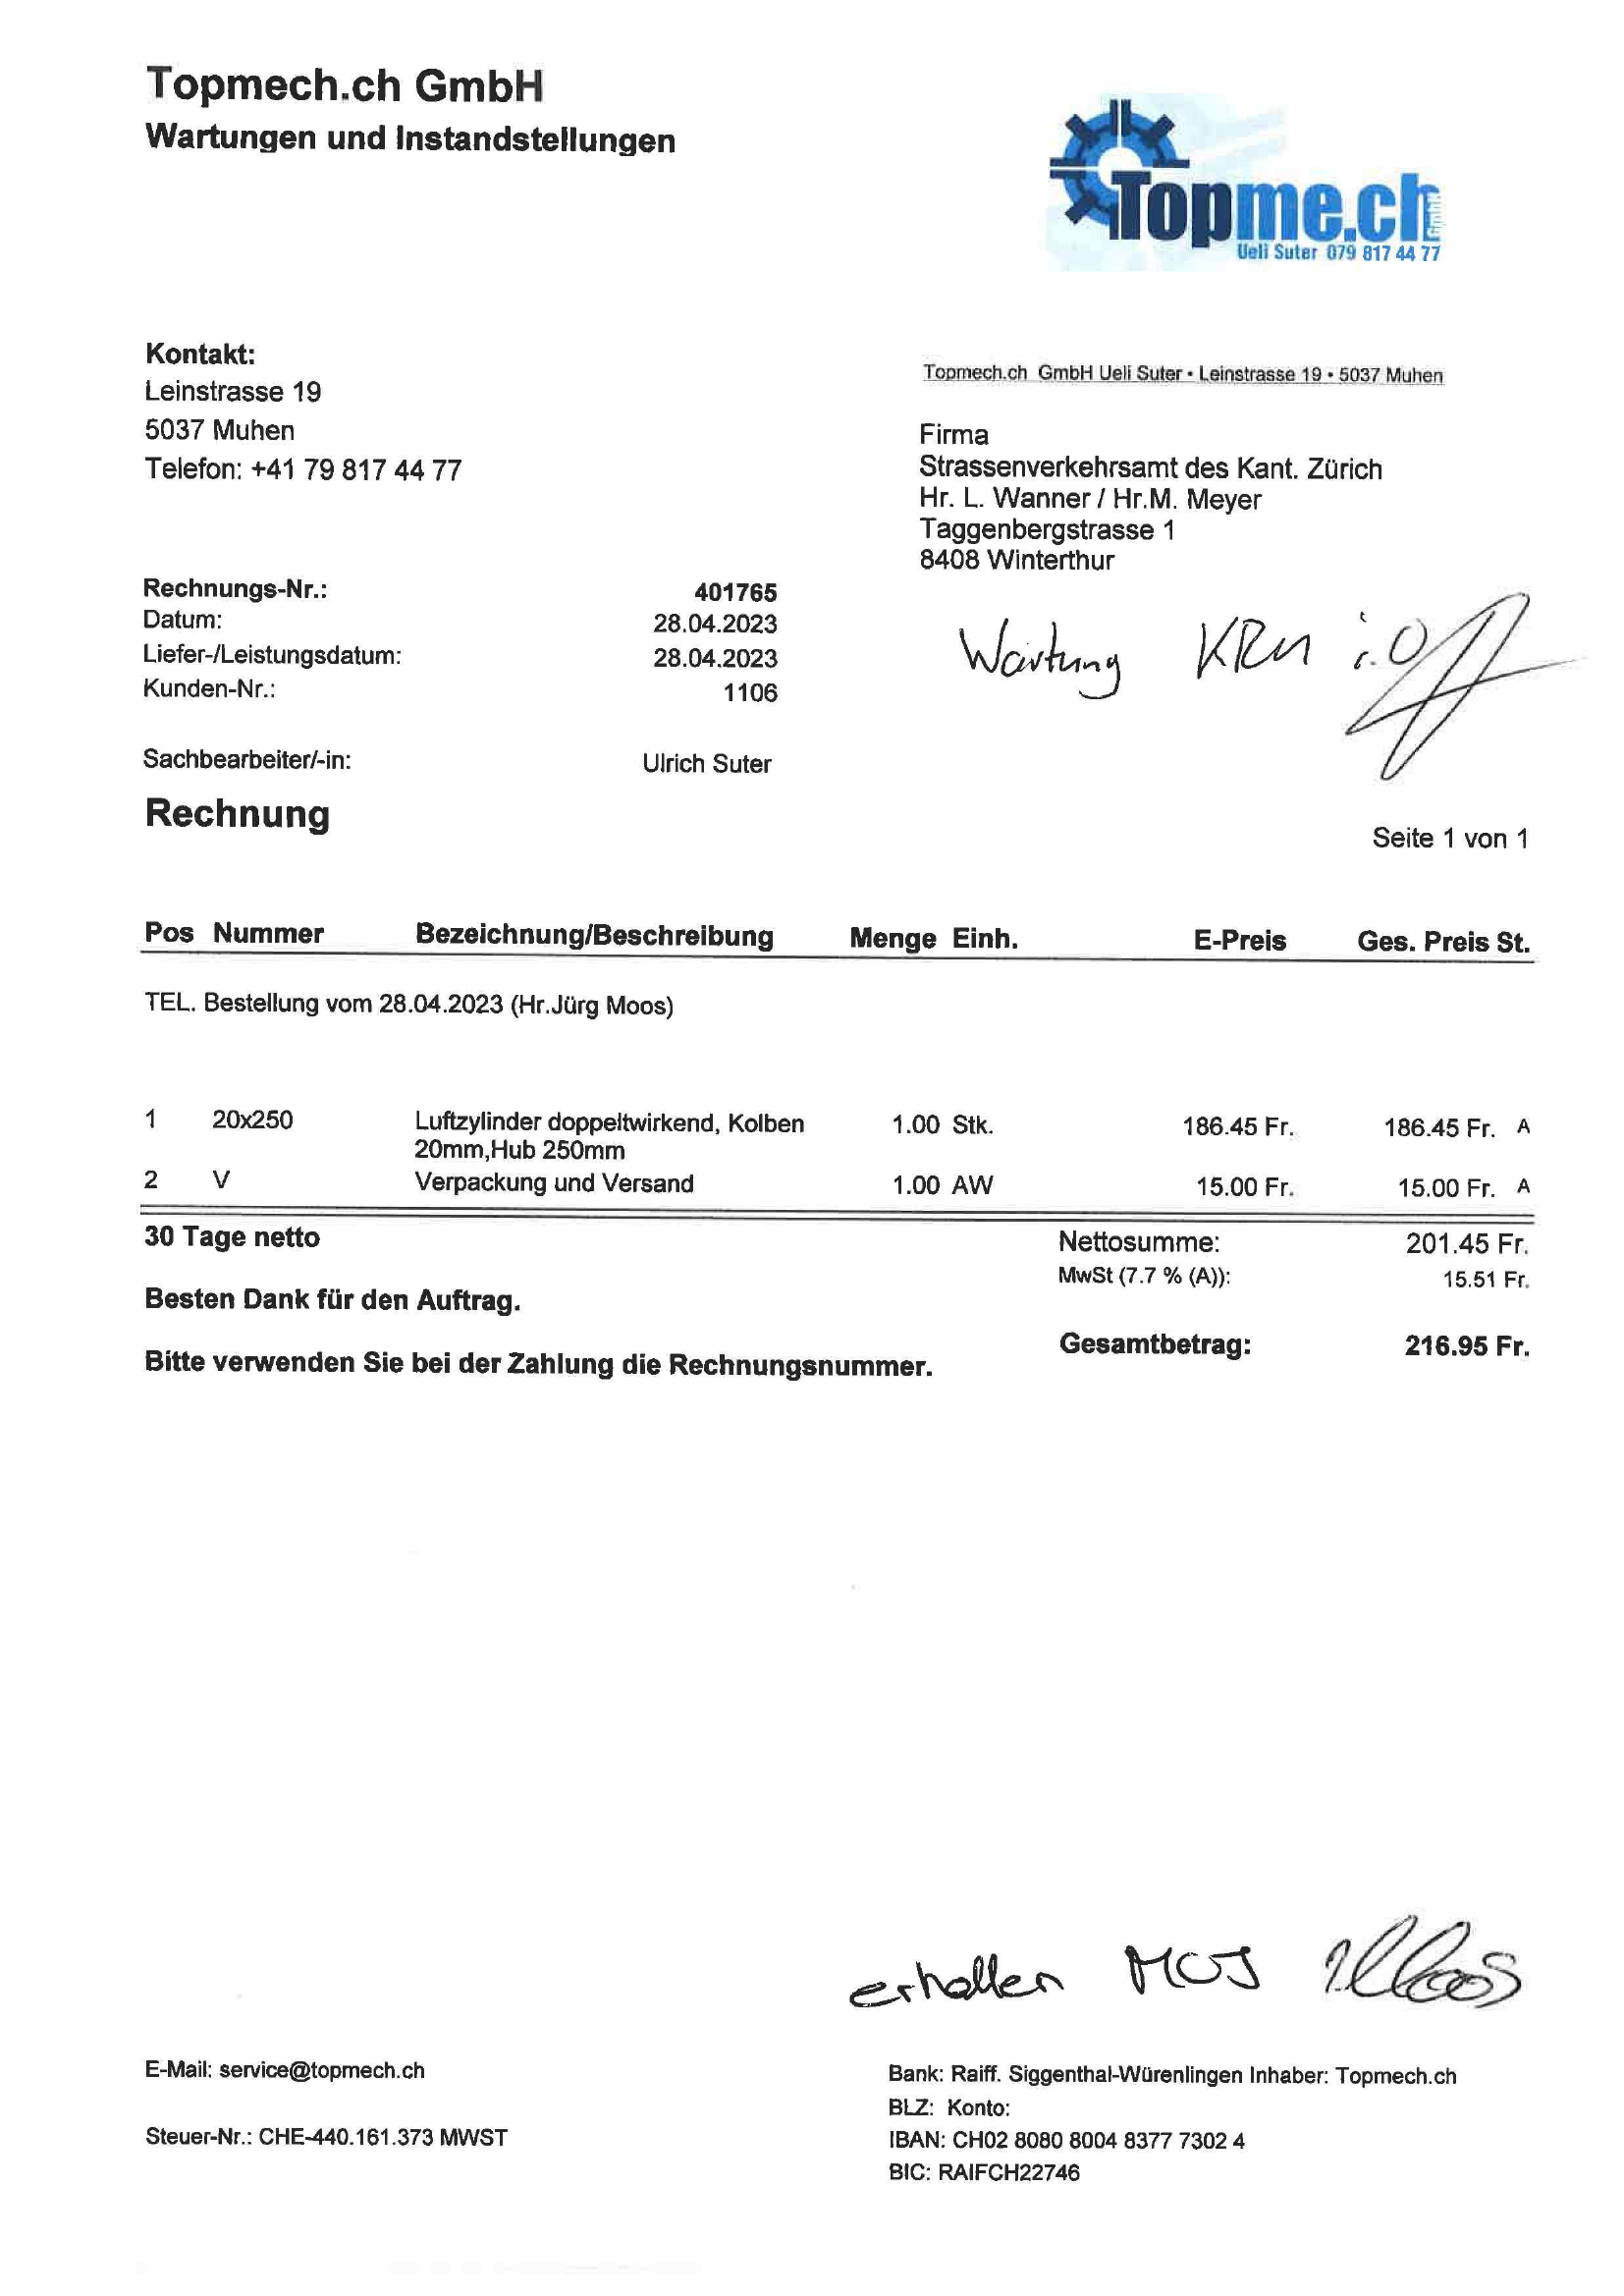 Topmech.ch GmbH
Wartungen und Instandstellungen
Topme.ch GmbH
Ueli Suter 079 817 44 77
Kontakt:
Leinstrasse 19
5037 Muhen
Telefon: +41 79 817 44 77
Topmech.ch GmbH Ueli Suter • Leinstrasse 19 • 5037 Muhen
Firma
Strassenverkehrsamt des Kant. Zürich
Hr. L. Wanner / Hr.M. Meyer
Taggenbergstrasse 1
8408 Winterthur
Rechnungs-Nr.: 401765
Datum: 28.04.2023
Liefer-/Leistungsdatum: 28.04.2023
Kunden-Nr.: 1106
Wartung KRM i.O
Sachbearbeiter/-in: Ulrich Suter
Rechnung
Seite 1 von 1
Pos Nummer Bezeichnung/Beschreibung Menge Einh. E-Preis Ges. Preis St.
TEL. Bestellung vom 28.04.2023 (Hr.Jürg Moos)
1 20x250 Luftzylinder doppeltwirkend, Kolben 1.00 Stk. 186.45 Fr. 186.45 Fr. A
20mm,Hub 250mm
2 V Verpackung und Versand 1.00 AW 15.00 Fr. 15.00 Fr. A
30 Tage netto Nettosumme: 201.45 Fr.
MwSt (7.7 % (A)): 15.51 Fr.
Besten Dank für den Auftrag.
Gesamtbetrag: 216.95 Fr.
Bitte verwenden Sie bei der Zahlung die Rechnungsnummer.
erhalten MOJ Moos
E-Mail: service@topmech.ch
Steuer-Nr.: CHE-440.161.373 MWST
Bank: Raiff. Siggenthal-Würenlingen Inhaber: Topmech.ch
BLZ: Konto:
IBAN: CH02 8080 8004 8377 7302 4
BIC: RAIFCH22746